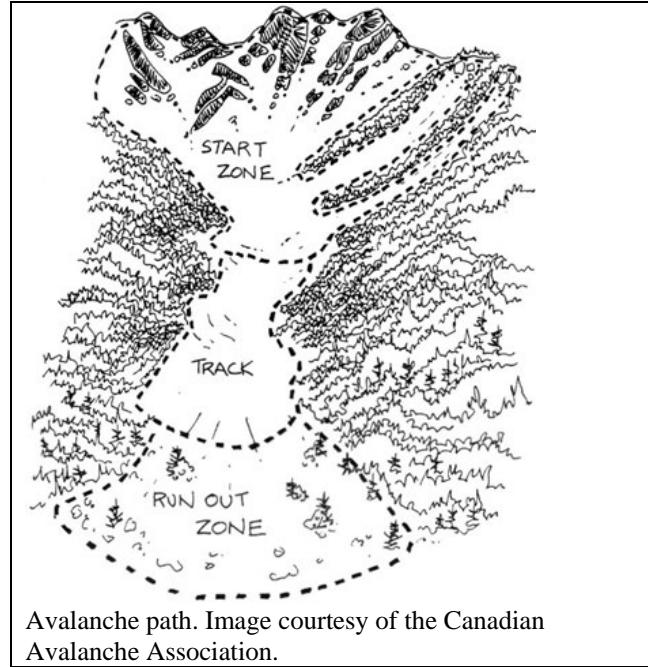 START
ZONE
TRACK
RUN OUT
ZONE
Avalanche path. Image courtesy of the Canadian
Avalanche Association.